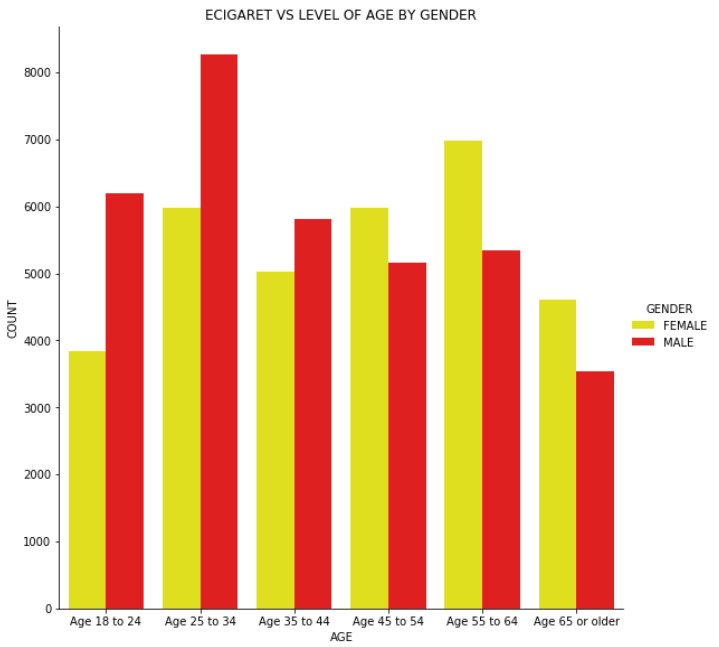 ECIGARET VS LEVEL OF AGE BY GENDER
8000
7000
6000
5000
4000
3000
2000
1000
0
COUNT
Age 18 to 24
Age 25 to 34
Age 35 to 44
Age 45 to 54
Age 55 to 64
Age 65 or older
AGE
GENDER
FEMALE
MALE